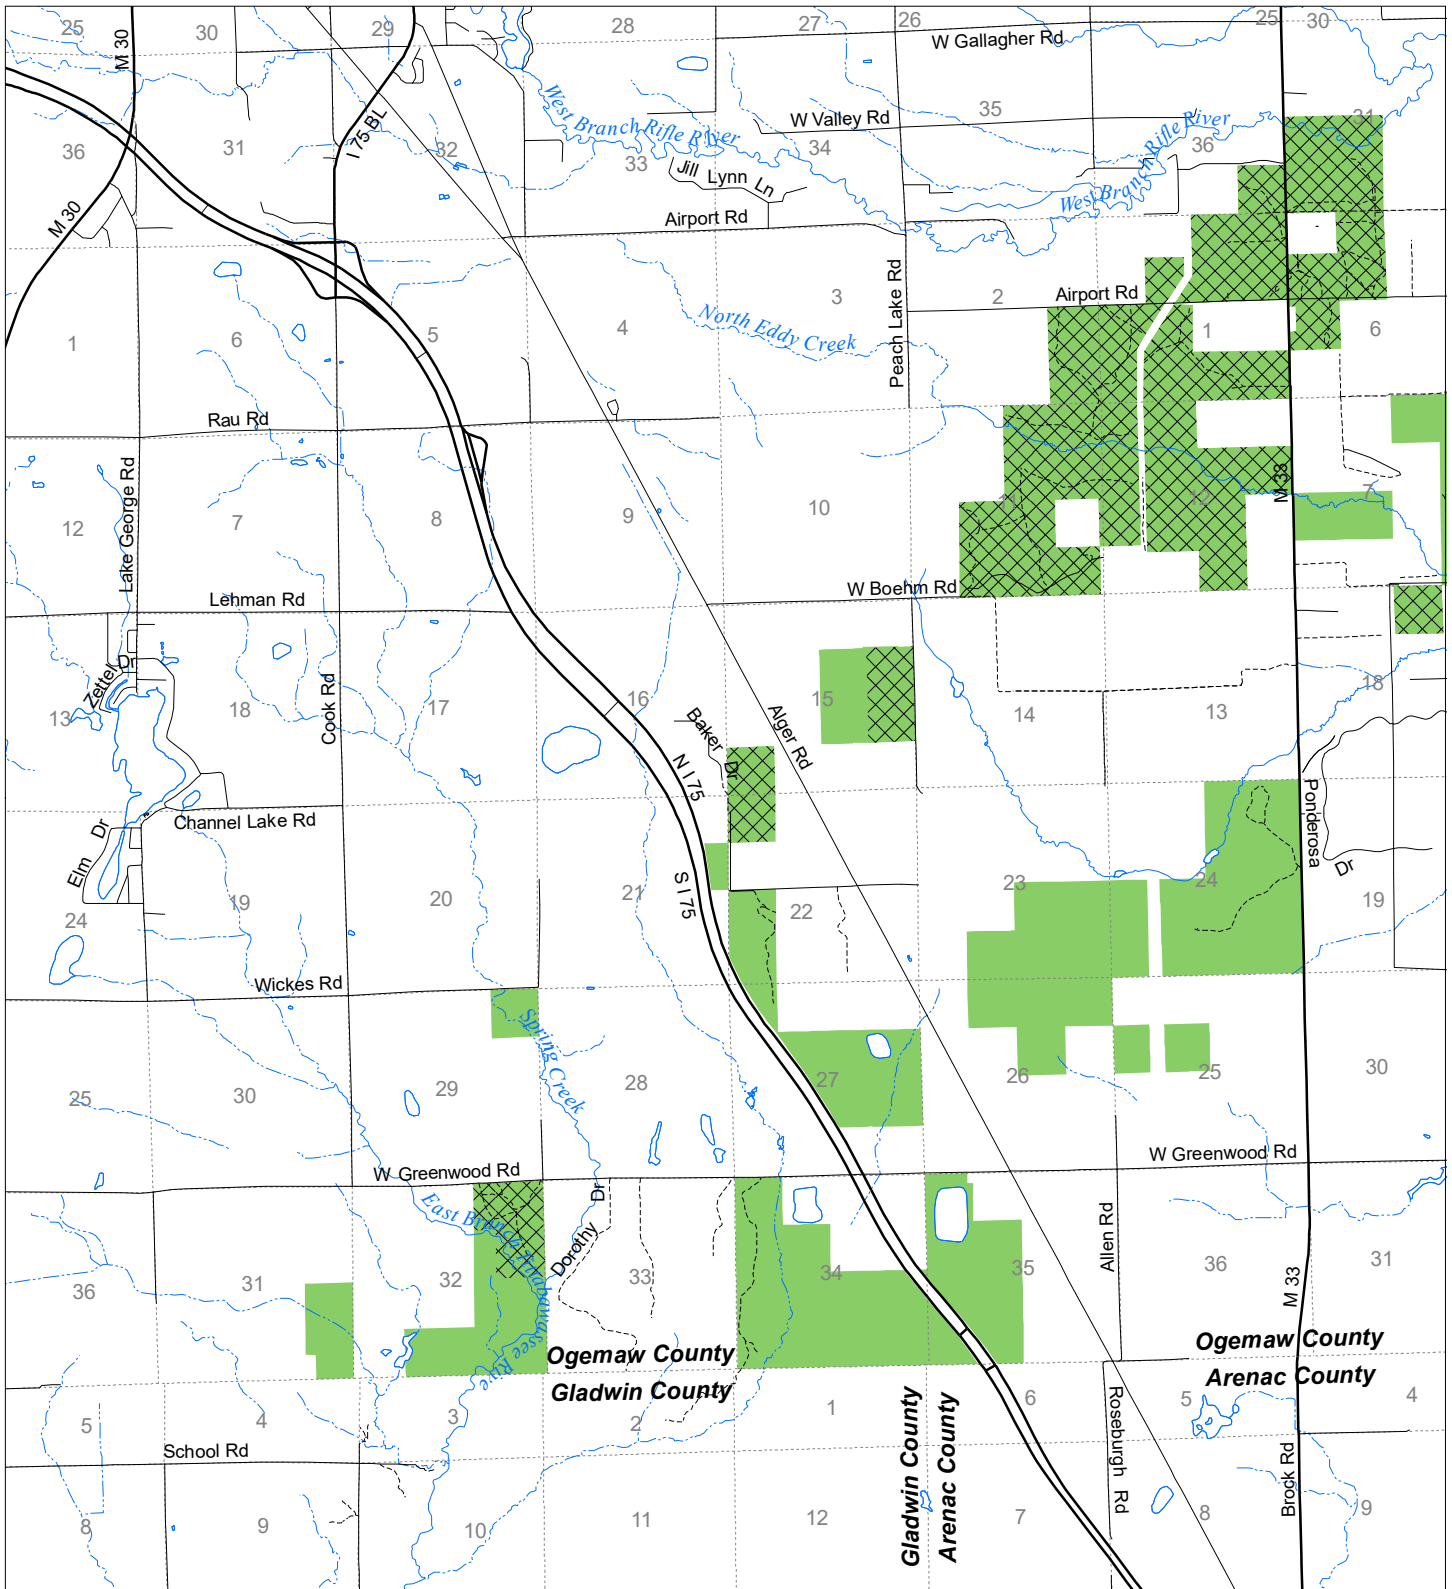 25
30
29
28
27
26
25
30
M 30
W Gallagher Rd
West Branch Rifle River
35
W Valley Rd
I 75 BL
36
31
32
33
34
36
31
West Branch Rifle River
Jill Lynn Ln
M 30
Airport Rd
Peach Lake Rd
3
2
Airport Rd
1
6
1
6
5
4
North Eddy Creek
Rau Rd
Lake George Rd
M 33
12
7
8
9
10
11
12
7
Lehman Rd
W Boehm Rd
Zettel Dr
Cook Rd
13
18
17
16
15
14
13
18
Baker Dr
Alger Rd
N I 75
Channel Lake Rd
Ponderosa Dr
Elm Dr
S I 75
24
19
20
21
22
23
24
19
Wickes Rd
Spring Creek
25
30
29
28
27
26
25
30
W Greenwood Rd
W Greenwood Rd
East Branch Tittabawassee Rive
Dorothy Dr
Allen Rd
36
31
32
33
34
35
36
31
M 33
Ogemaw County
Gladwin County
Ogemaw County
Arenac County
Gladwin County
Arenac County
5
4
3
2
1
6
5
4
School Rd
Roseburgh Rd
Brock Rd
8
9
10
11
12
7
8
9